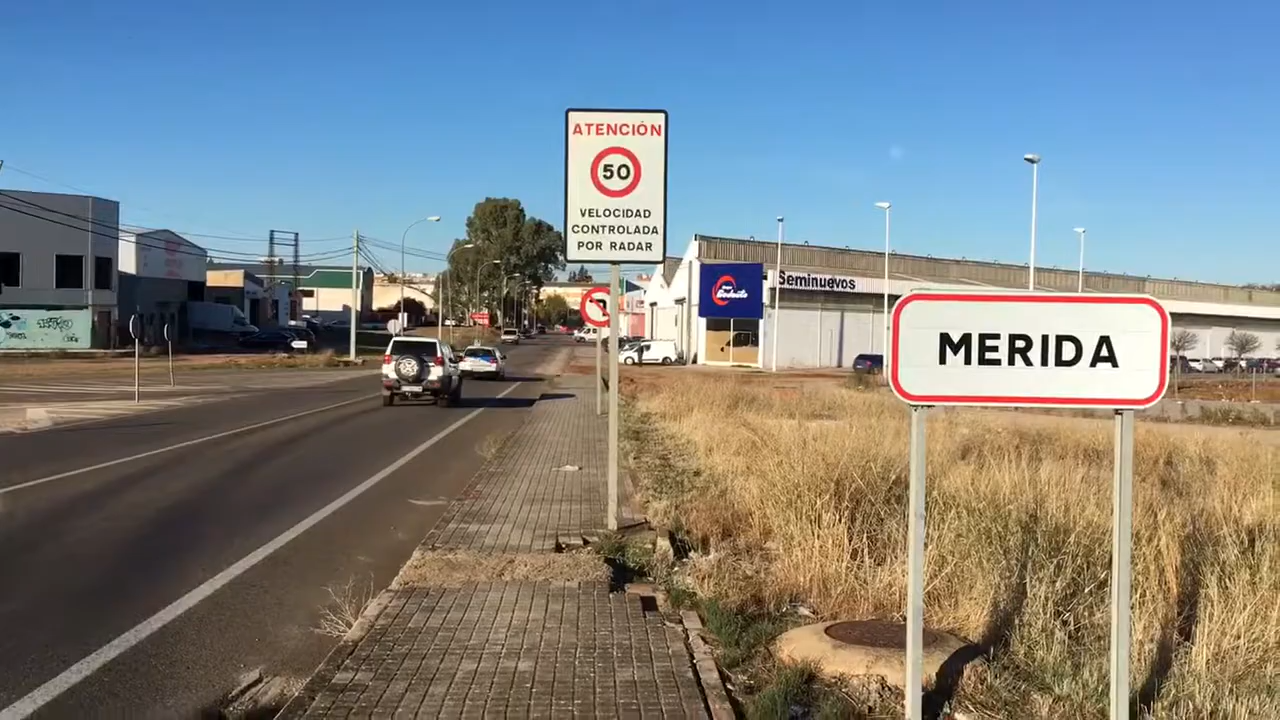 ATENCIÓN
50
VELOCIDAD
CONTROLADA
POR RADAR
Seminuevos
MERIDA